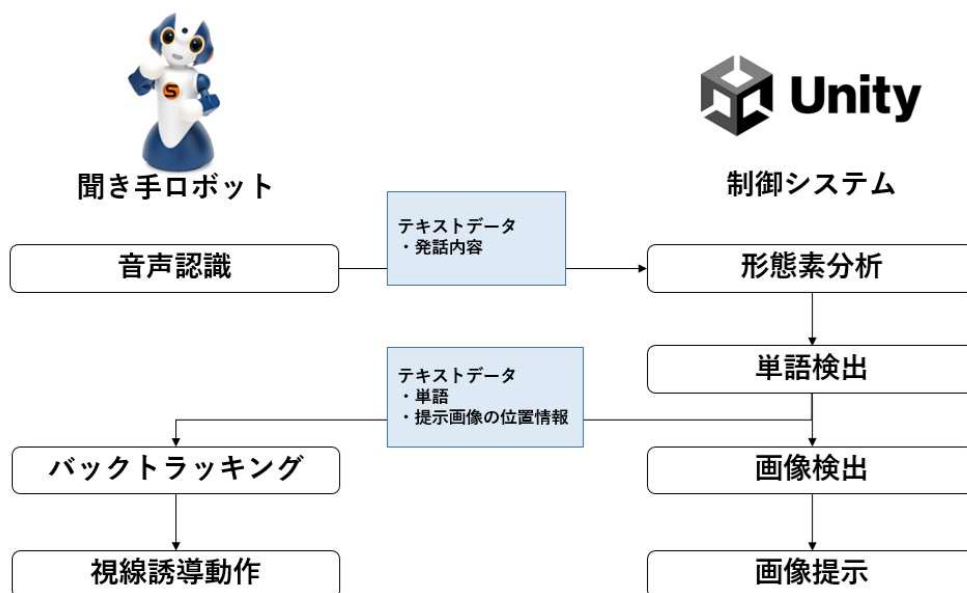 Unity
聞き手ロボット
制御システム
テキストデータ
・発話内容
音声認識
形態素分析
単語検出
テキストデータ
・単語
・提示画像の位置情報
バックトラッキング
画像検出
視線誘導動作
画像提示
S